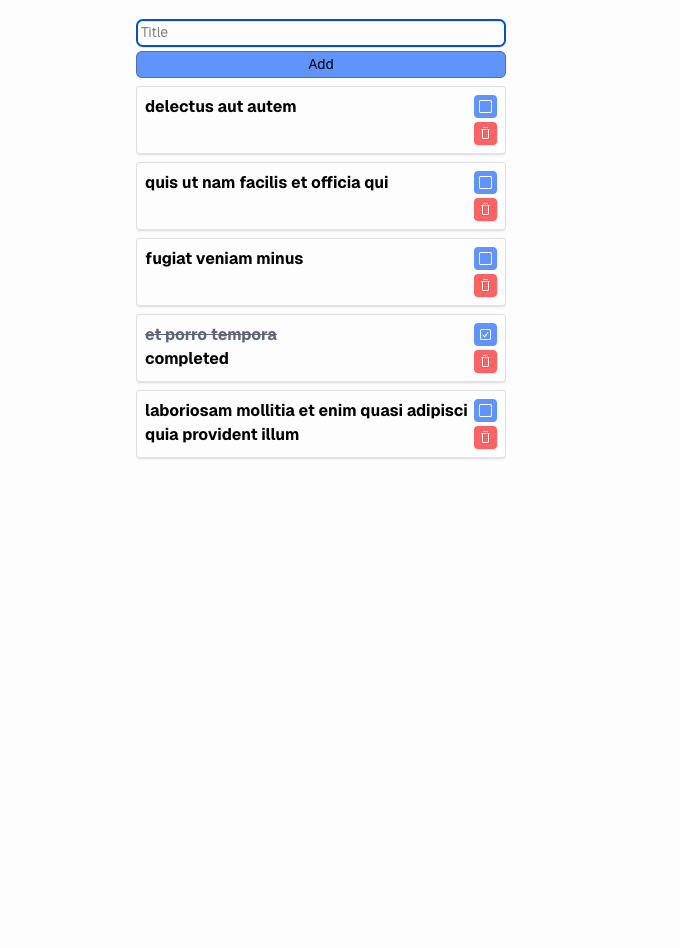 Title
Add
delectus aut autem
quis ut nam facilis et officia qui
fugiat veniam minus
et porro tempora
completed
laboriosam mollitia et enim quasi adipisci
quia provident illum